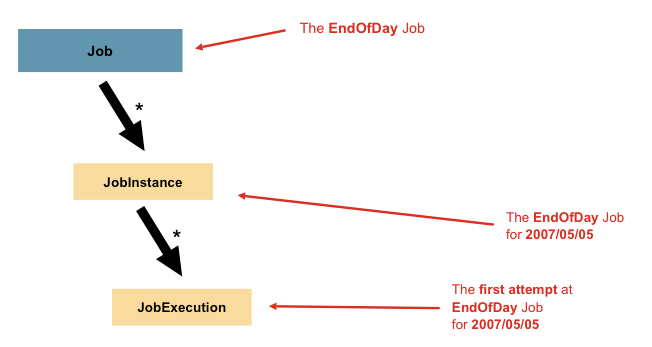 The EndOfDay Job
Job
*
JobInstance
The EndOfDay Job
for 2007/05/05
*
The first attempt at
EndOfDay Job
for 2007/05/05
JobExecution